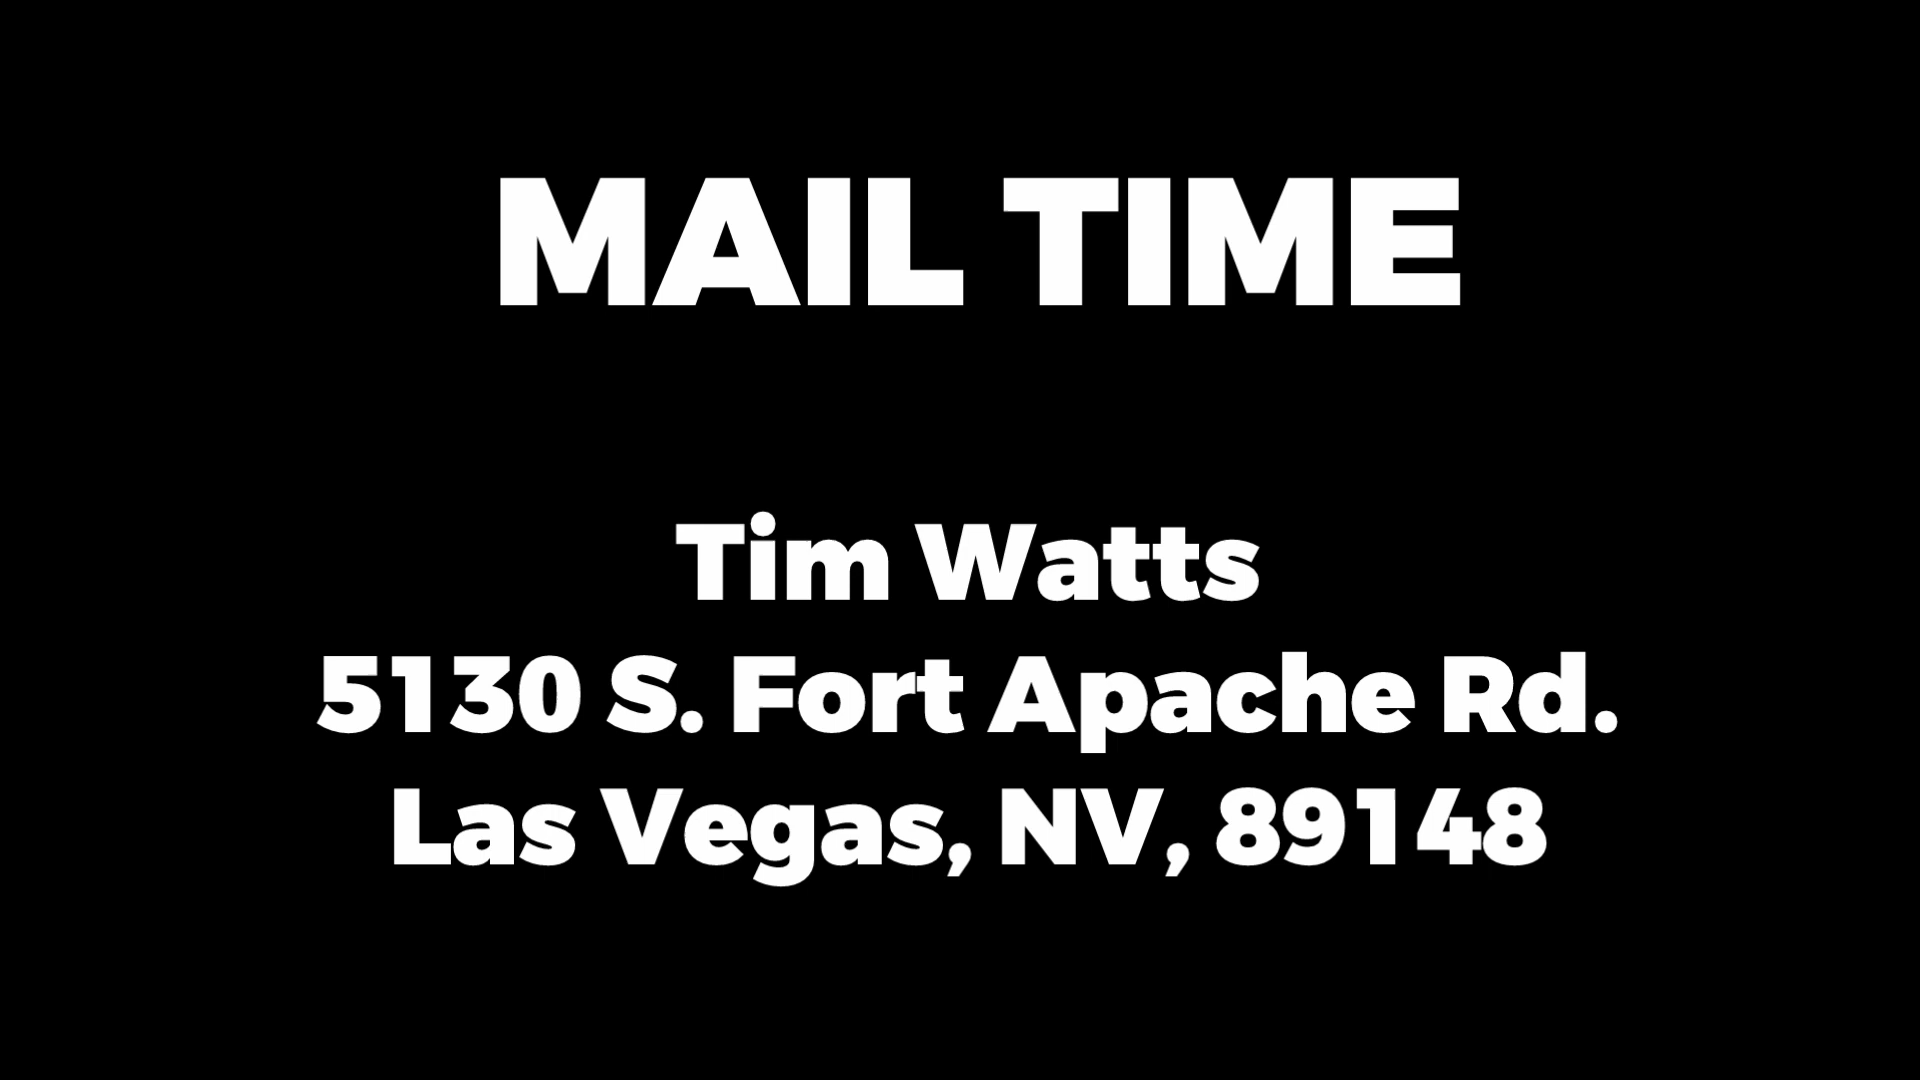 MAIL TIME
Tim Watts
5130 S. Fort Apache Rd.
Las Vegas, NV, 89148